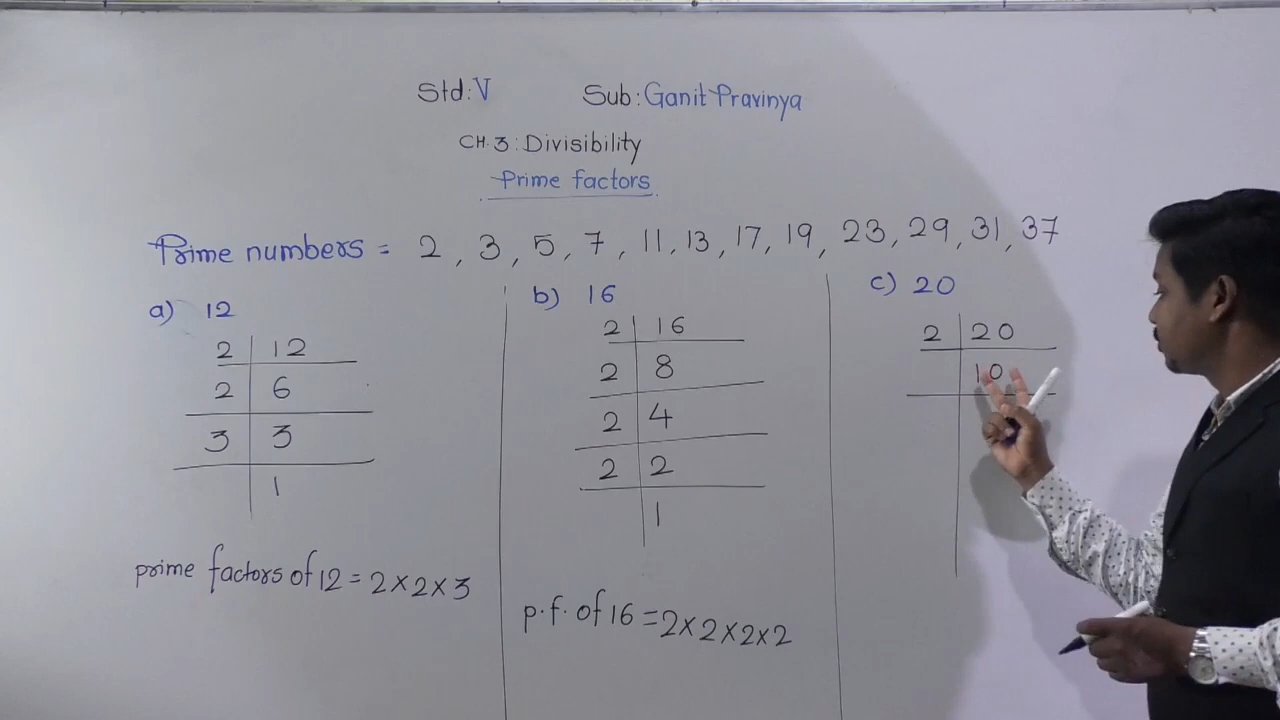 Std: V Sub: Ganit Pravinya
CH. 3 : Divisibility
Prime factors
Prime numbers = 2, 3, 5, 7, 11, 13, 17, 19, 23, 29, 31, 37
a) 12
2 12
2 6
3 3
1
prime factors of 12 = 2 × 2 × 3
b) 16
2 16
2 8
2 4
2 2
1
p.f. of 16 = 2 × 2 × 2 × 2
c) 20
2 20
10